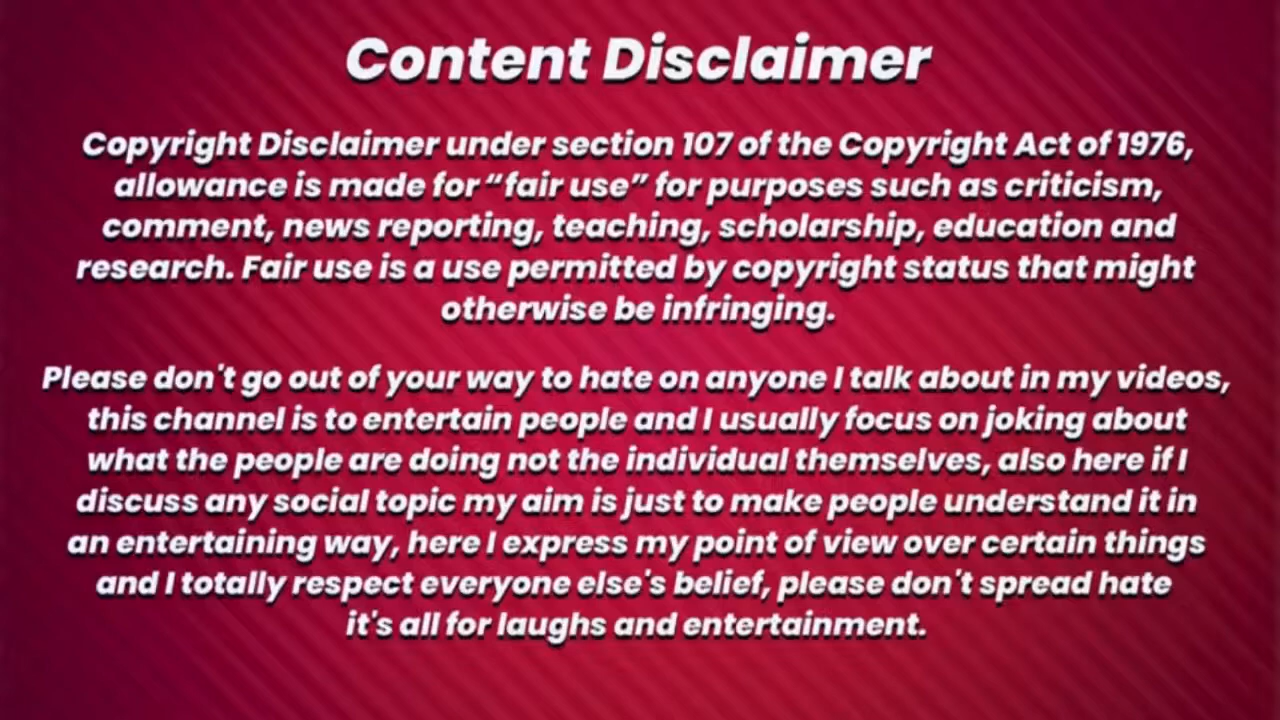 Content Disclaimer
Copyright Disclaimer under section 107 of the Copyright Act of 1976,
allowance is made for “fair use” for purposes such as criticism,
comment, news reporting, teaching, scholarship, education and
research. Fair use is a use permitted by copyright status that might
otherwise be infringing.
Please don't go out of your way to hate on anyone I talk about in my videos,
this channel is to entertain people and I usually focus on joking about
what the people are doing not the individual themselves, also here if I
discuss any social topic my aim is just to make people understand it in
an entertaining way, here I express my point of view over certain things
and I totally respect everyone else's belief, please don't spread hate
it's all for laughs and entertainment.